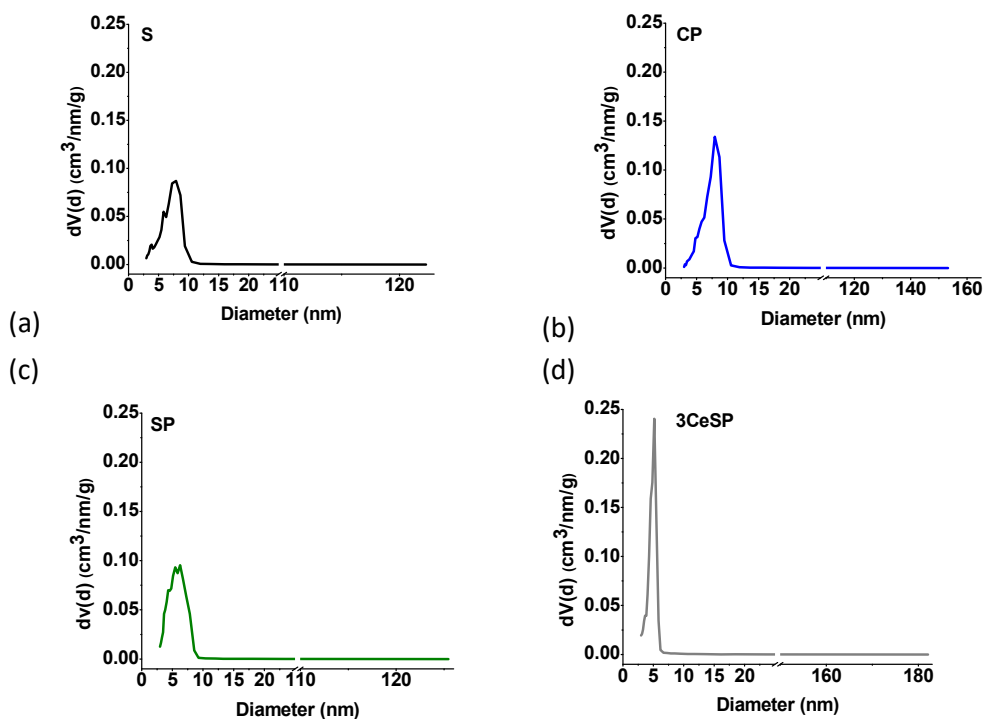 S
0.25
0.20
0.15
0.10
0.05
0.00
dV(d) (cm³/nm/g)
0 5 10 15 20 110 120
Diameter (nm)
(a)
CP
0.25
0.20
0.15
0.10
0.05
0.00
dV(d) (cm³/nm/g)
0 5 10 15 20 120 140 160
Diameter (nm)
(b)
(c)
SP
0.25
0.20
0.15
0.10
0.05
0.00
dv(d) (cm³/nm/g)
0 5 10 15 20 110 120
Diameter (nm)
(d)
3CeSP
0.25
0.20
0.15
0.10
0.05
0.00
dV(d) (cm³/nm/g)
0 5 10 15 20 160 180
Diameter (nm)